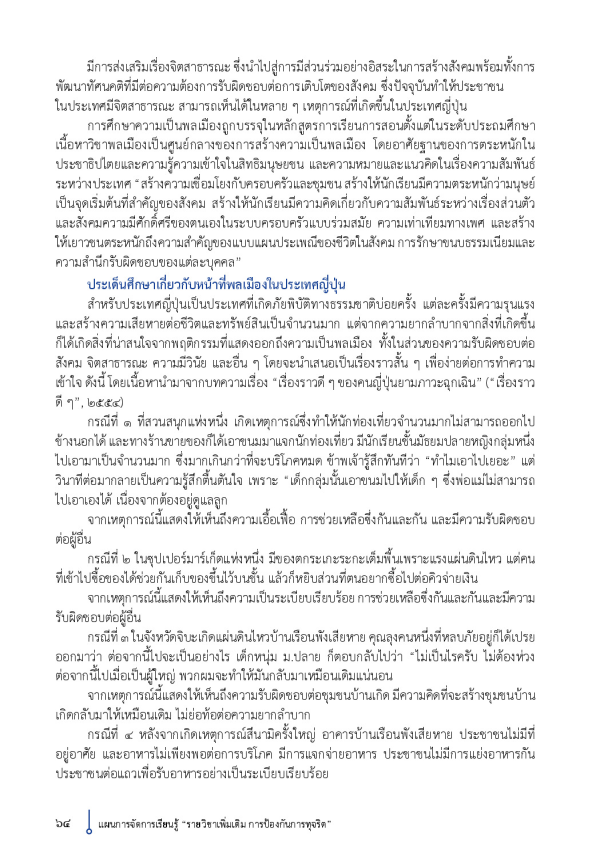 มีการส่งเสริมเรื่องจิตสาธารณะ ซึ่งนำไปสู่การมีส่วนร่วมอย่างอิสระในการสร้างสังคมพร้อมทั้งการ
พัฒนาทัศนคติที่มีต่อความต้องการรับผิดชอบต่อการเติบโตของสังคม ซึ่งปัจจุบันทำให้ประชาชน
ในประเทศมีจิตสาธารณะ สามารถเห็นได้ในหลาย ๆ เหตุการณ์ที่เกิดขึ้นในประเทศญี่ปุ่น
การศึกษาความเป็นพลเมืองถูกบรรจุในหลักสูตรการเรียนการสอนตั้งแต่ในระดับประถมศึกษา
เนื้อหาวิชาพลเมืองเป็นศูนย์กลางของการสร้างความเป็นพลเมือง โดยอาศัยฐานของการตระหนักใน
ประชาธิปไตยและความรู้ความเข้าใจในสิทธิมนุษยชน และความหมายและแนวคิดในเรื่องความสัมพันธ์
ระหว่างประเทศ “สร้างความเชื่อมโยงกับครอบครัวและชุมชน สร้างให้นักเรียนมีความตระหนักว่ามนุษย์
เป็นจุดเริ่มต้นที่สำคัญของสังคม สร้างให้นักเรียนมีความคิดเกี่ยวกับความสัมพันธ์ระหว่างเรื่องส่วนตัว
และสังคมความมีศักดิ์ศรีของตนเองในระบบครอบครัวแบบร่วมสมัย ความเท่าเทียมทางเพศ และสร้าง
ให้เยาวชนตระหนักถึงความสำคัญของแบบแผนประเพณีของชีวิตในสังคม การรักษาขนบธรรมเนียมและ
ความสำนึกรับผิดชอบของแต่ละบุคคล”
ประเด็นศึกษาเกี่ยวกับหน้าที่พลเมืองในประเทศญี่ปุ่น
สำหรับประเทศญี่ปุ่นเป็นประเทศที่เกิดภัยพิบัติทางธรรมชาติบ่อยครั้ง แต่ละครั้งมีความรุนแรง
และสร้างความเสียหายต่อชีวิตและทรัพย์สินเป็นจำนวนมาก แต่จากความยากลำบากจากสิ่งที่เกิดขึ้น
ก็ได้เกิดสิ่งที่น่าสนใจจากพฤติกรรมที่แสดงออกถึงความเป็นพลเมือง ทั้งในส่วนของความรับผิดชอบต่อ
สังคม จิตสาธารณะ ความมีวินัย และอื่น ๆ โดยจะนำเสนอเป็นเรื่องราวสั้น ๆ เพื่อง่ายต่อการทำความ
เข้าใจ ดังนี้ โดยเนื้อหานำมาจากบทความเรื่อง “เรื่องราวดี ๆ ของคนญี่ปุ่นยามภาวะฉุกเฉิน” (“เรื่องราว
ดี ๆ”, ๒๕๕๔)
กรณีที่ ๑ ที่สวนสนุกแห่งหนึ่ง เกิดเหตุการณ์ซึ่งทำให้นักท่องเที่ยวจำนวนมากไม่สามารถออกไป
ข้างนอกได้ และทางร้านขายของก็ได้เอาขนมมาแจกนักท่องเที่ยว มีนักเรียนชั้นมัธยมปลายหญิงกลุ่มหนึ่ง
ไปเอามาเป็นจำนวนมาก ซึ่งมากเกินกว่าที่จะบริโภคหมด ข้าพเจ้ารู้สึกทันทีว่า “ทำไมเอาไปเยอะ” แต่
วินาทีต่อมากลายเป็นความรู้สึกตื้นตันใจ เพราะ “เด็กกลุ่มนั้นเอาขนมไปให้เด็ก ๆ ซึ่งพ่อแม่ไม่สามารถ
ไปเอาเองได้ เนื่องจากต้องอยู่ดูแลลูก
จากเหตุการณ์นี้แสดงให้เห็นถึงความเอื้อเฟื้อ การช่วยเหลือซึ่งกันและกัน และมีความรับผิดชอบ
ต่อผู้อื่น
กรณีที่ ๒ ในซุปเปอร์มาร์เก็ตแห่งหนึ่ง มีของตกระเกะระกะเต็มพื้นเพราะแรงแผ่นดินไหว แต่คน
ที่เข้าไปซื้อของได้ช่วยกันเก็บของขึ้นไว้บนชั้น แล้วก็หยิบส่วนที่ตนอยากซื้อไปต่อคิวจ่ายเงิน
จากเหตุการณ์นี้แสดงให้เห็นถึงความเป็นระเบียบเรียบร้อย การช่วยเหลือซึ่งกันและกันและมีความ
รับผิดชอบต่อผู้อื่น
กรณีที่ ๓ ในจังหวัดจิบะเกิดแผ่นดินไหวบ้านเรือนพังเสียหาย คุณลุงคนหนึ่งที่หลบภัยอยู่ก็ได้เปรย
ออกมาว่า ต่อจากนี้ไปจะเป็นอย่างไร เด็กหนุ่ม ม.ปลาย ก็ตอบกลับไปว่า “ไม่เป็นไรครับ ไม่ต้องห่วง
ต่อจากนี้ไปเมื่อเป็นผู้ใหญ่ พวกผมจะทำให้มันกลับมาเหมือนเดิมแน่นอน
จากเหตุการณ์นี้แสดงให้เห็นถึงความรับผิดชอบต่อชุมชนบ้านเกิด มีความคิดที่จะสร้างชุมชนบ้าน
เกิดกลับมาให้เหมือนเดิม ไม่ย่อท้อต่อความยากลำบาก
กรณีที่ ๔ หลังจากเกิดเหตุการณ์สึนามิครั้งใหญ่ อาคารบ้านเรือนพังเสียหาย ประชาชนไม่มีที่
อยู่อาศัย และอาหารไม่เพียงพอต่อการบริโภค มีการแจกจ่ายอาหาร ประชาชนไม่มีการแย่งอาหารกัน
ประชาชนต่อแถวเพื่อรับอาหารอย่างเป็นระเบียบเรียบร้อย
๖๔ แผนการจัดการเรียนรู้ “รายวิชาเพิ่มเติม การป้องกันการทุจริต”